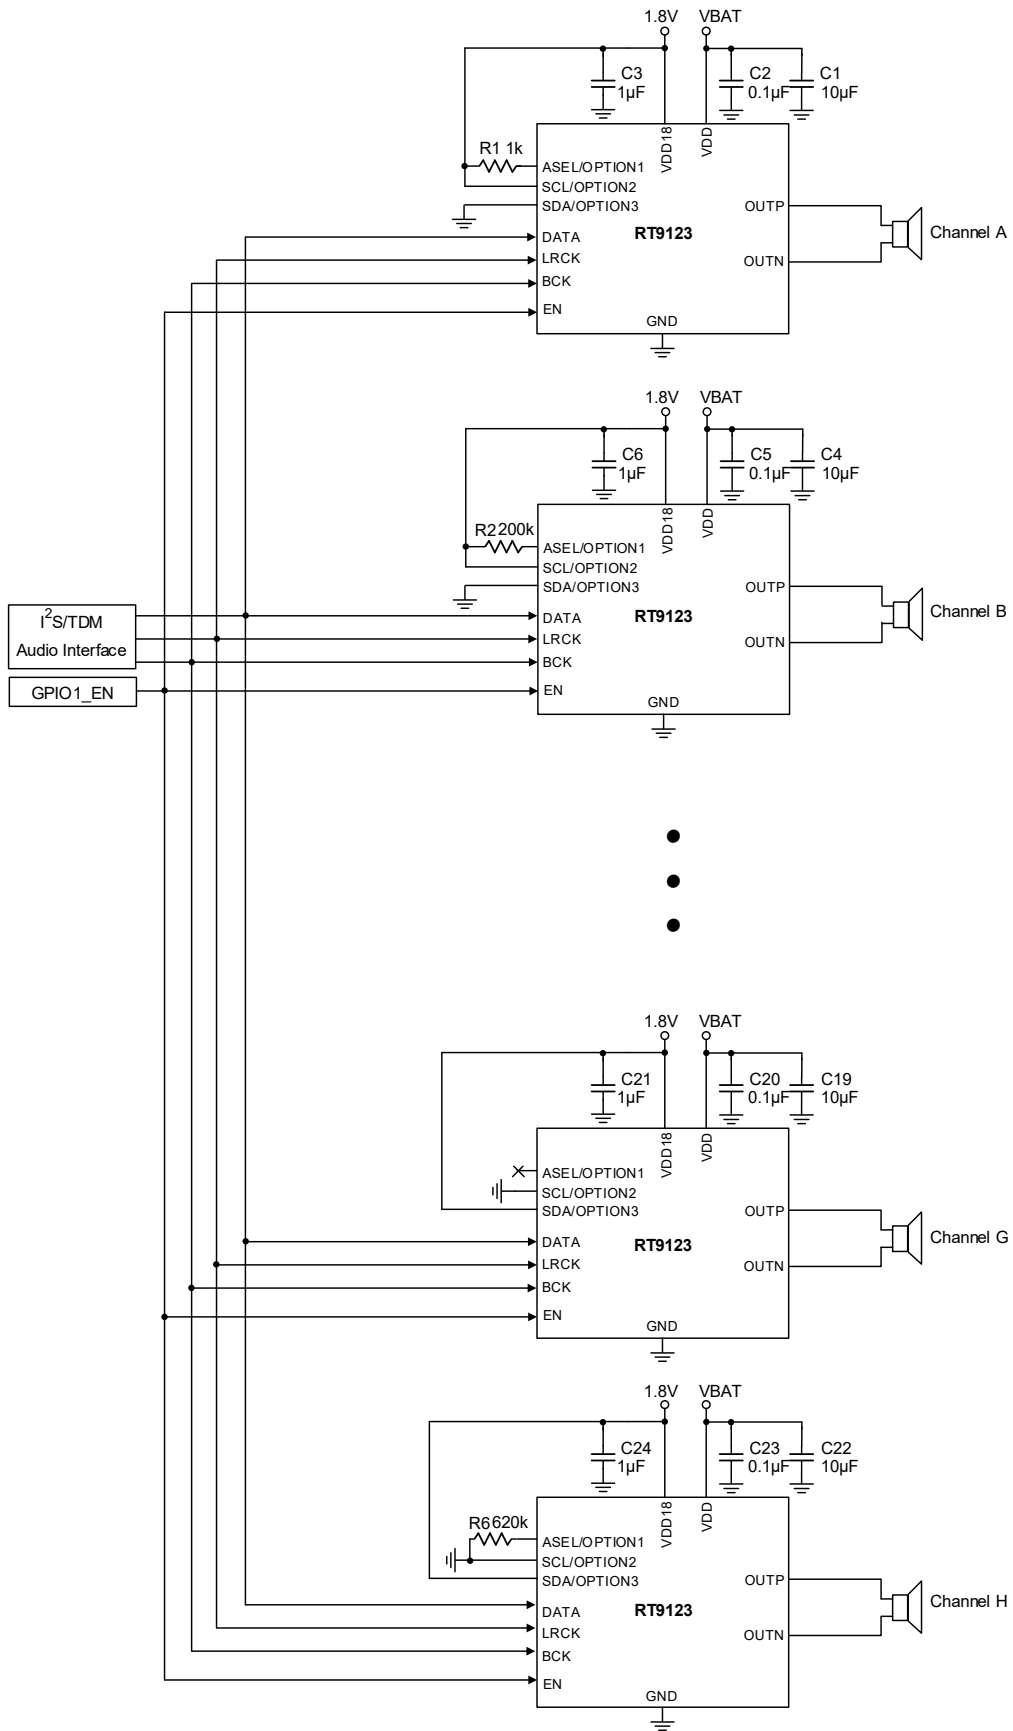 1.8V VBAT
C3
1µF
C2
0.1µF
C1
10µF
VDD18
VDD
R1 1k
ASEL/OPTION1
SCL/OPTION2
SDA/OPTION3
DATA
LRCK
BCK
EN
RT9123
OUTP
OUTN
GND
Channel A
1.8V VBAT
C6
1µF
C5
0.1µF
C4
10µF
VDD18
VDD
R2 200k
ASEL/OPTION1
SCL/OPTION2
SDA/OPTION3
DATA
LRCK
BCK
EN
RT9123
OUTP
OUTN
GND
Channel B
I²S/TDM
Audio Interface
GPIO1_EN
1.8V VBAT
C21
1µF
C20
0.1µF
C19
10µF
VDD18
VDD
ASEL/OPTION1
SCL/OPTION2
SDA/OPTION3
DATA
LRCK
BCK
EN
RT9123
OUTP
OUTN
GND
Channel G
1.8V VBAT
C24
1µF
C23
0.1µF
C22
10µF
VDD18
VDD
R6 620k
ASEL/OPTION1
SCL/OPTION2
SDA/OPTION3
DATA
LRCK
BCK
EN
RT9123
OUTP
OUTN
GND
Channel H